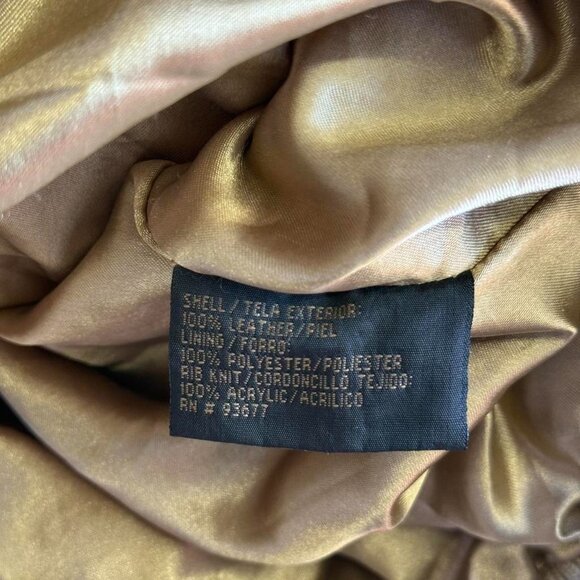 SHELL/TELA EXTERIOR:
100% LEATHER/PIEL
LINING/FORRO:
100% POLYESTER/POLIESTER
RIB KNIT/CORDONCILLO TEJIDO:
100% ACRYLIC/ACRILICO
RN # 93677